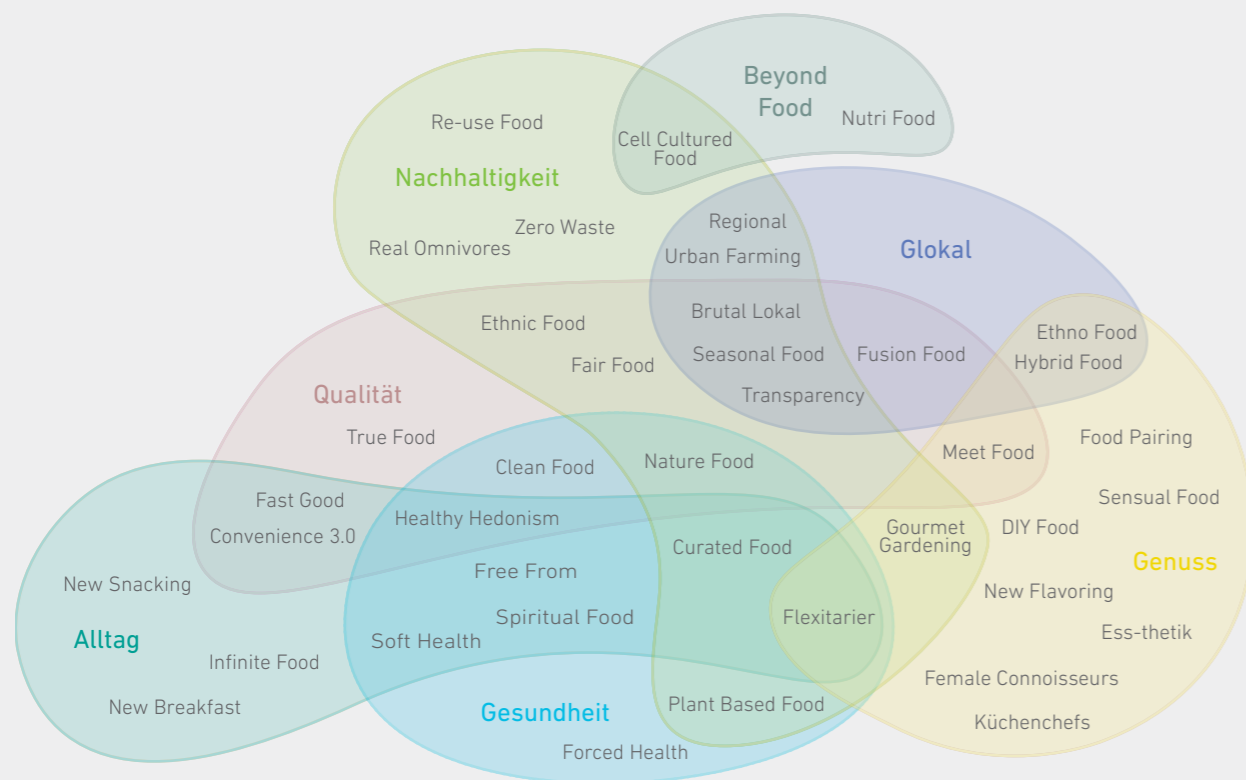 Beyond
Food
Nutri Food
Re-use Food
Cell Cultured
Food
Nachhaltigkeit
Zero Waste
Real Omnivores
Regional
Urban Farming
Glokal
Brutal Lokal
Ethnic Food
Ethno Food
Seasonal Food
Fusion Food
Hybrid Food
Fair Food
Transparency
Qualität
True Food
Clean Food
Nature Food
Meet Food
Food Pairing
Fast Good
Sensual Food
Healthy Hedonism
Convenience 3.0
Gourmet
Gardening
DIY Food
Curated Food
Genuss
Free From
New Snacking
New Flavoring
Spiritual Food
Flexitarier
Ess-thetik
Alltag
Soft Health
Infinite Food
Female Connoisseurs
New Breakfast
Plant Based Food
Gesundheit
Küchenchefs
Forced Health